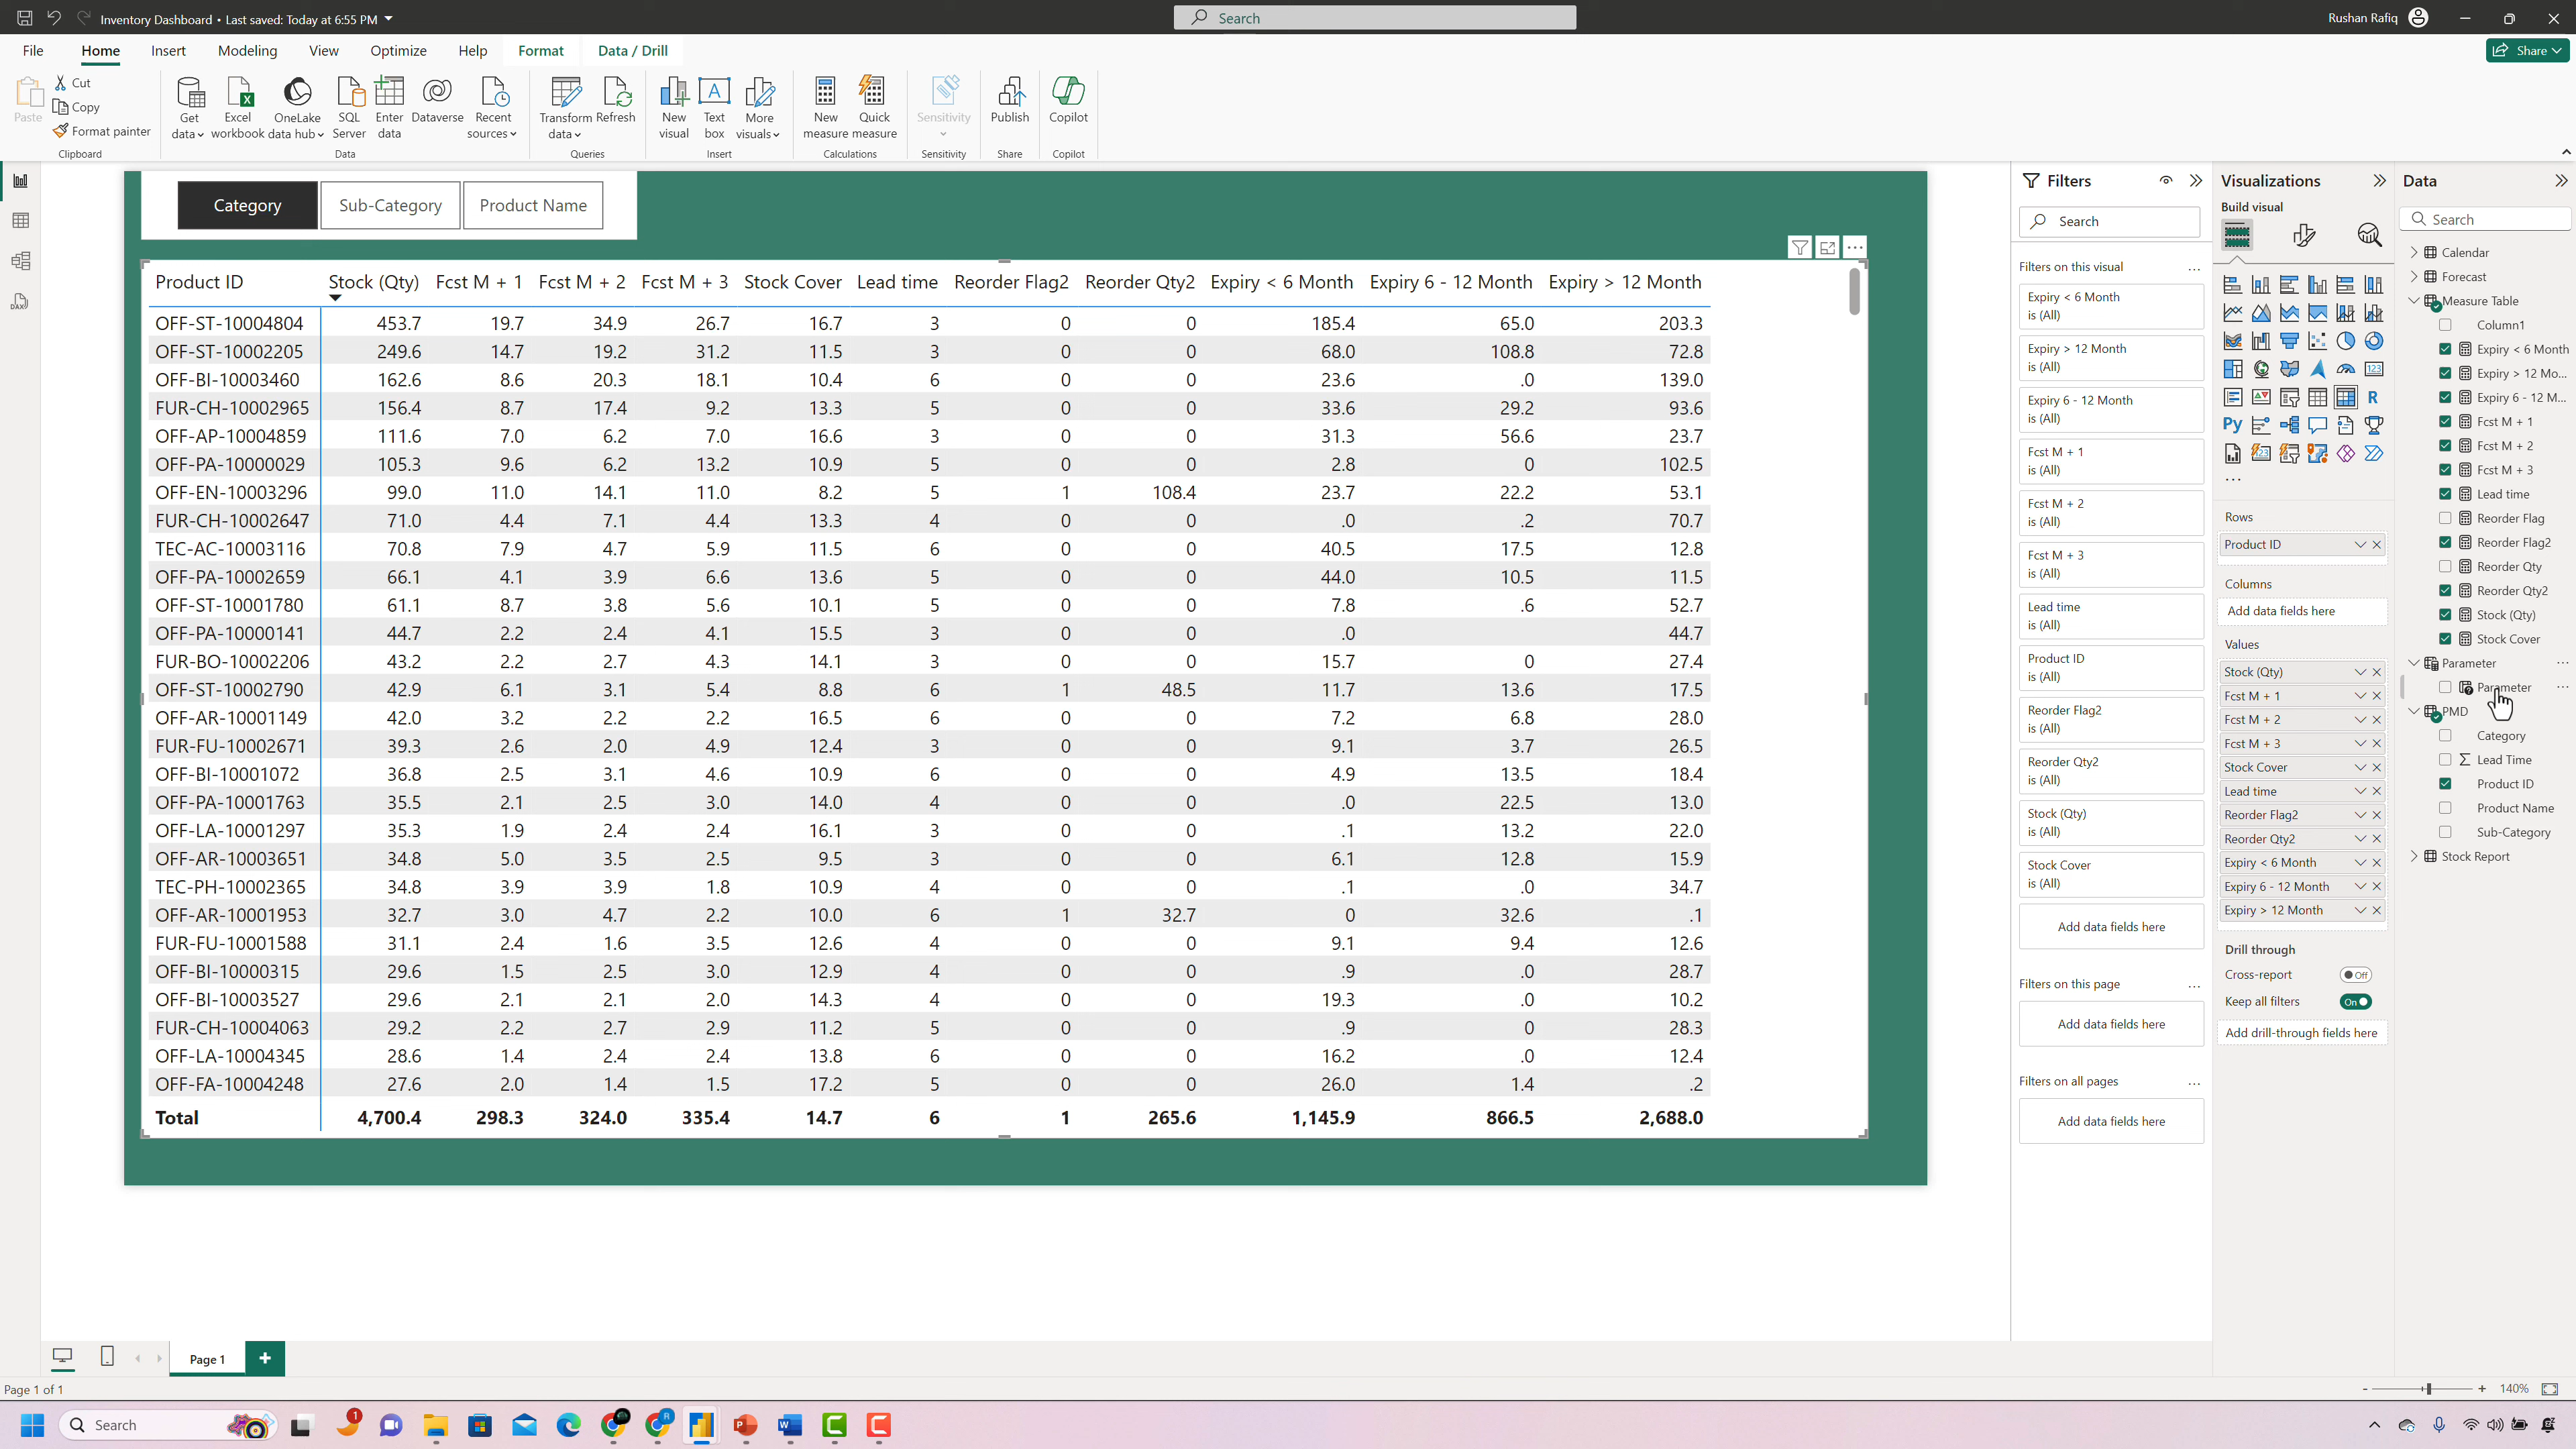 Inventory Dashboard • Last saved: Today at 6:55 PM
Search
Rushan Rafiq
File Home Insert Modeling View Optimize Help Format Data / Drill
Share
Paste
Cut
Copy
Format painter
Clipboard
Get data
Excel workbook
OneLake data hub
SQL Server
Enter data
Dataverse
Recent sources
Data
Transform data
Refresh
Queries
New visual
Text box
More visuals
Insert
New measure
Quick measure
Calculations
Sensitivity
Sensitivity
Publish
Share
Copilot
Copilot
Category Sub-Category Product Name
Product ID Stock (Qty) Fcst M + 1 Fcst M + 2 Fcst M + 3 Stock Cover Lead time Reorder Flag2 Reorder Qty2 Expiry < 6 Month Expiry 6 - 12 Month Expiry > 12 Month
OFF-ST-10004804 453.7 19.7 34.9 26.7 16.7 3 0 0 185.4 65.0 203.3
OFF-ST-10002205 249.6 14.7 19.2 31.2 11.5 3 0 0 68.0 108.8 72.8
OFF-BI-10003460 162.6 8.6 20.3 18.1 10.4 6 0 0 23.6 .0 139.0
FUR-CH-10002965 156.4 8.7 17.4 9.2 13.3 5 0 0 33.6 29.2 93.6
OFF-AP-10004859 111.6 7.0 6.2 7.0 16.6 3 0 0 31.3 56.6 23.7
OFF-PA-10000029 105.3 9.6 6.2 13.2 10.9 5 0 0 2.8 0 102.5
OFF-EN-10003296 99.0 11.0 14.1 11.0 8.2 5 1 108.4 23.7 22.2 53.1
FUR-CH-10002647 71.0 4.4 7.1 4.4 13.3 4 0 0 .0 .2 70.7
TEC-AC-10003116 70.8 7.9 4.7 5.9 11.5 6 0 0 40.5 17.5 12.8
OFF-PA-10002659 66.1 4.1 3.9 6.6 13.6 5 0 0 44.0 10.5 11.5
OFF-ST-10001780 61.1 8.7 3.8 5.6 10.1 5 0 0 7.8 .6 52.7
OFF-PA-10000141 44.7 2.2 2.4 4.1 15.5 3 0 0 .0 44.7
FUR-BO-10002206 43.2 2.2 2.7 4.3 14.1 3 0 0 15.7 0 27.4
OFF-ST-10002790 42.9 6.1 3.1 5.4 8.8 6 1 48.5 11.7 13.6 17.5
OFF-AR-10001149 42.0 3.2 2.2 2.2 16.5 6 0 0 7.2 6.8 28.0
FUR-FU-10002671 39.3 2.6 2.0 4.9 12.4 3 0 0 9.1 3.7 26.5
OFF-BI-10001072 36.8 2.5 3.1 4.6 10.9 6 0 0 4.9 13.5 18.4
OFF-PA-10001763 35.5 2.1 2.5 3.0 14.0 4 0 0 .0 22.5 13.0
OFF-LA-10001297 35.3 1.9 2.4 2.4 16.1 3 0 0 .1 13.2 22.0
OFF-AR-10003651 34.8 5.0 3.5 2.5 9.5 3 0 0 6.1 12.8 15.9
TEC-PH-10002365 34.8 3.9 3.9 1.8 10.9 4 0 0 .1 .0 34.7
OFF-AR-10001953 32.7 3.0 4.7 2.2 10.0 6 1 32.7 0 32.6 .1
FUR-FU-10001588 31.1 2.4 1.6 3.5 12.6 4 0 0 9.1 9.4 12.6
OFF-BI-10000315 29.6 1.5 2.5 3.0 12.9 4 0 0 .9 .0 28.7
OFF-BI-10003527 29.6 2.1 2.1 2.0 14.3 4 0 0 19.3 .0 10.2
FUR-CH-10004063 29.2 2.2 2.7 2.9 11.2 5 0 0 .9 0 28.3
OFF-LA-10004345 28.6 1.4 2.4 2.4 13.8 6 0 0 16.2 .0 12.4
OFF-FA-10004248 27.6 2.0 1.4 1.5 17.2 5 0 0 26.0 1.4 .2
Total 4,700.4 298.3 324.0 335.4 14.7 6 1 265.6 1,145.9 866.5 2,688.0
Filters
Search
Filters on this visual
Expiry < 6 Month
is (All)
Expiry > 12 Month
is (All)
Expiry 6 - 12 Month
is (All)
Fcst M + 1
is (All)
Fcst M + 2
is (All)
Fcst M + 3
is (All)
Lead time
is (All)
Product ID
is (All)
Reorder Flag2
is (All)
Reorder Qty2
is (All)
Stock (Qty)
is (All)
Stock Cover
is (All)
Add data fields here
Filters on this page
Add data fields here
Filters on all pages
Add data fields here
Visualizations
Build visual
123
R
Py
123
Rows
Product ID
Columns
Add data fields here
Values
Stock (Qty)
Fcst M + 1
Fcst M + 2
Fcst M + 3
Stock Cover
Lead time
Reorder Flag2
Reorder Qty2
Expiry < 6 Month
Expiry 6 - 12 Month
Expiry > 12 Month
Drill through
Cross-report Off
Keep all filters On
Add drill-through fields here
Data
Search
Calendar
Forecast
Measure Table
Column1
Expiry < 6 Month
Expiry > 12 Mo...
Expiry 6 - 12 M...
Fcst M + 1
Fcst M + 2
Fcst M + 3
Lead time
Reorder Flag
Reorder Flag2
Reorder Qty
Reorder Qty2
Stock (Qty)
Stock Cover
Parameter
Parameter
PMD
Category
Lead Time
Product ID
Product Name
Sub-Category
Stock Report
Page 1
Page 1 of 1
140%
Search
1